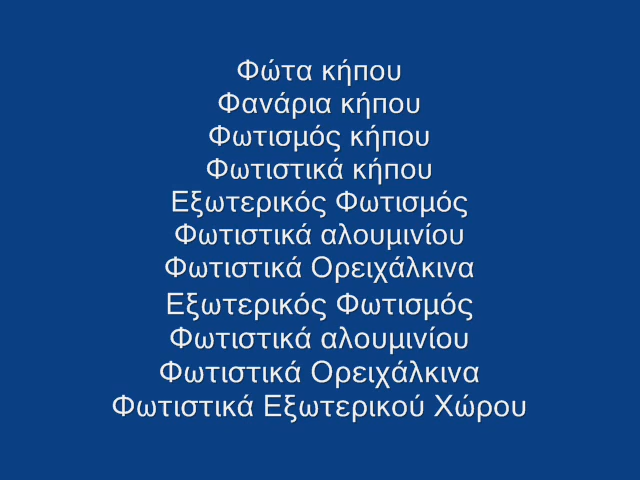 Φώτα κήπου
Φανάρια κήπου
Φωτισμός κήπου
Φωτιστικά κήπου
Εξωτερικός Φωτισμός
Φωτιστικά αλουμινίου
Φωτιστικά Ορειχάλκινα
Εξωτερικός Φωτισμός
Φωτιστικά αλουμινίου
Φωτιστικά Ορειχάλκινα
Φωτιστικά Εξωτερικού Χώρου